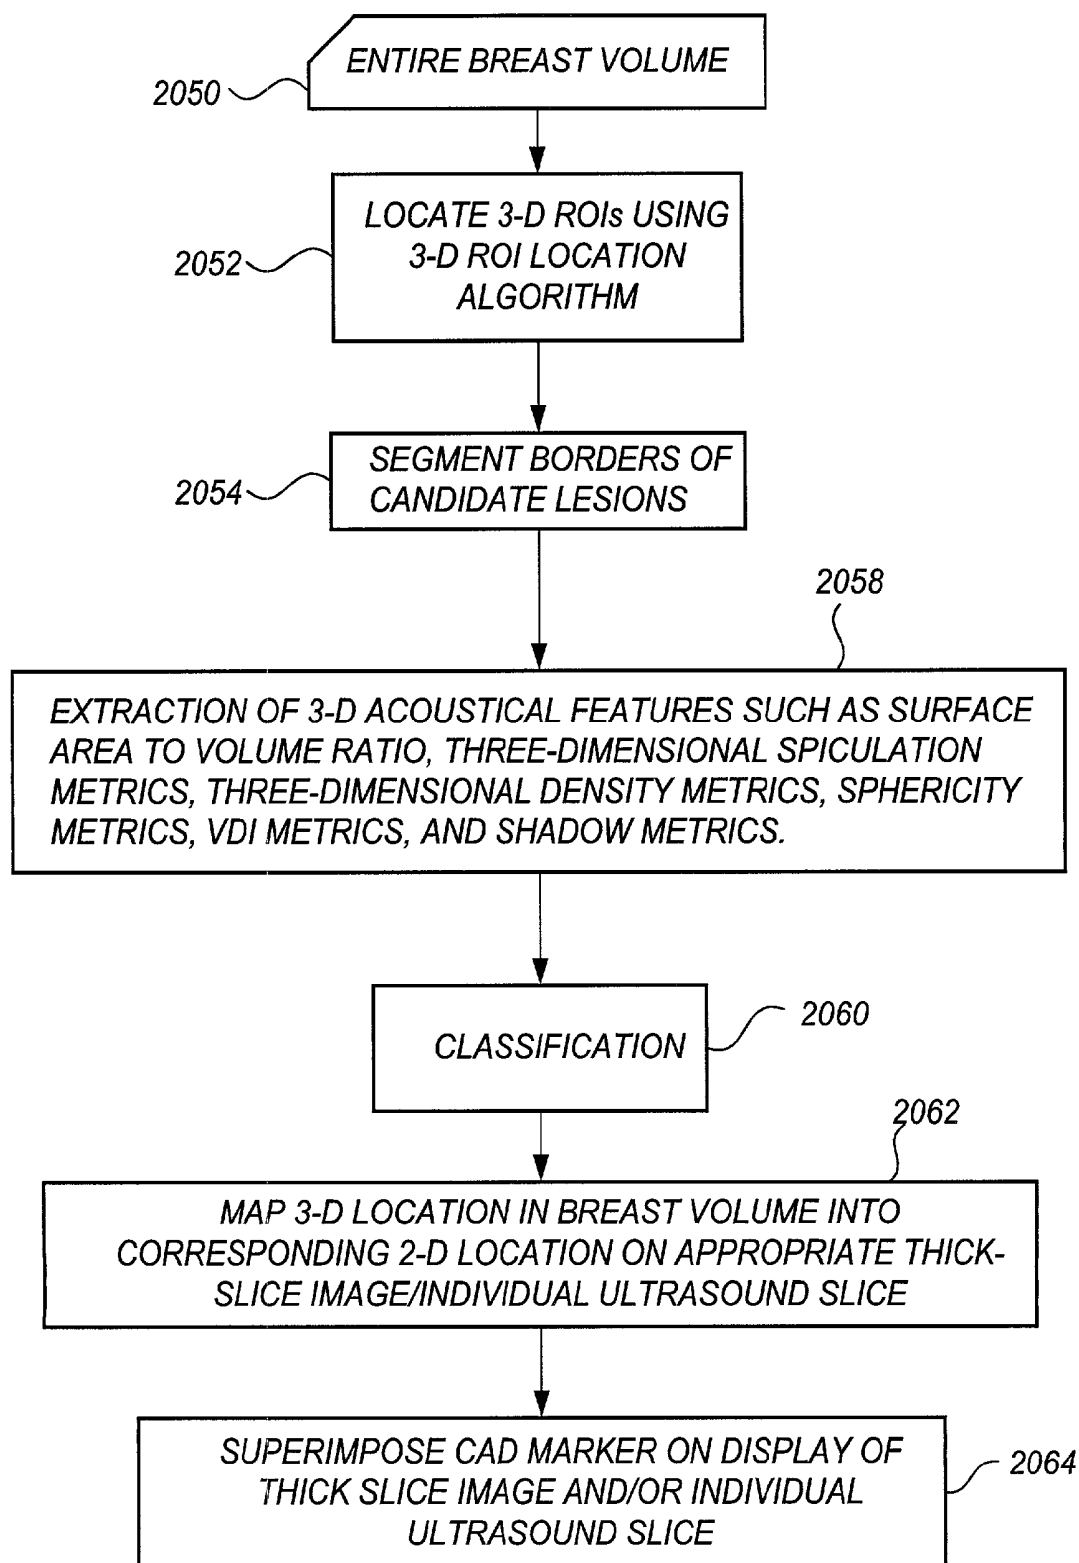 ENTIRE BREAST VOLUME
2050
LOCATE 3-D ROIs USING
3-D ROI LOCATION
ALGORITHM
2052
SEGMENT BORDERS OF
CANDIDATE LESIONS
2054
2058
EXTRACTION OF 3-D ACOUSTICAL FEATURES SUCH AS SURFACE
AREA TO VOLUME RATIO, THREE-DIMENSIONAL SPICULATION
METRICS, THREE-DIMENSIONAL DENSITY METRICS, SPHERICITY
METRICS, VDI METRICS, AND SHADOW METRICS.
2060
CLASSIFICATION
2062
MAP 3-D LOCATION IN BREAST VOLUME INTO
CORRESPONDING 2-D LOCATION ON APPROPRIATE THICK-
SLICE IMAGE/INDIVIDUAL ULTRASOUND SLICE
SUPERIMPOSE CAD MARKER ON DISPLAY OF
THICK SLICE IMAGE AND/OR INDIVIDUAL
ULTRASOUND SLICE
2064